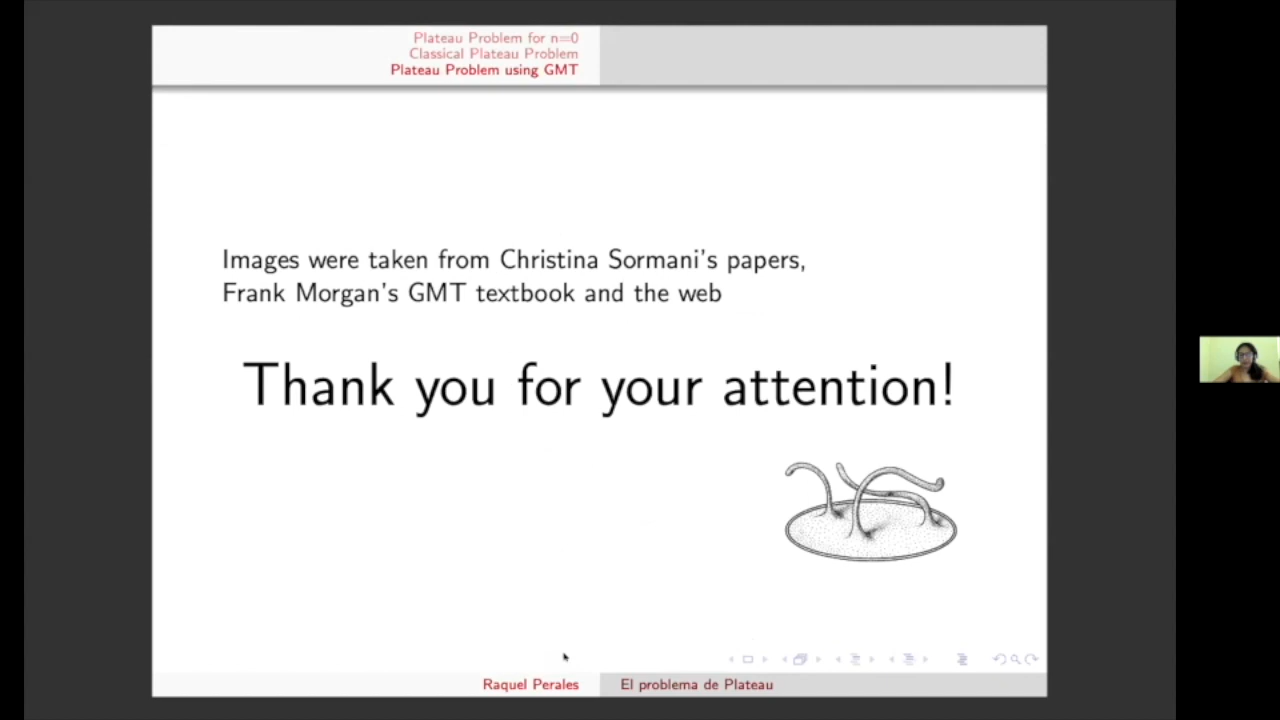 Plateau Problem for n=0
Classical Plateau Problem
Plateau Problem using GMT
Images were taken from Christina Sormani's papers,
Frank Morgan's GMT textbook and the web
Thank you for your attention!
Raquel Perales
El problema de Plateau